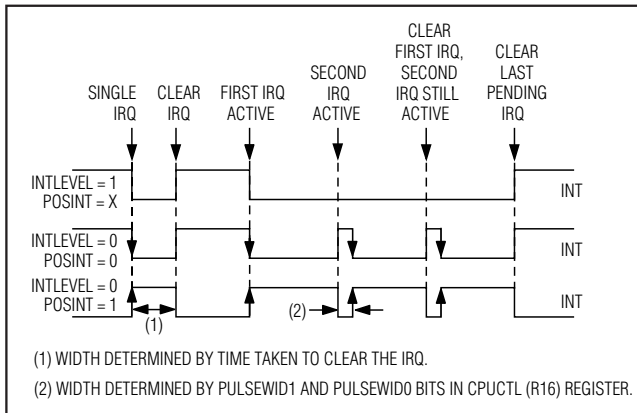 SINGLE
IRQ
CLEAR
IRQ
FIRST IRQ
ACTIVE
SECOND
IRQ
ACTIVE
CLEAR
FIRST IRQ,
SECOND
IRQ STILL
ACTIVE
CLEAR
LAST
PENDING
IRQ
INTLEVEL = 1
POSINT = X
INT
INTLEVEL = 0
POSINT = 0
INT
INTLEVEL = 0
POSINT = 1
(1)
(2)
INT
(1) WIDTH DETERMINED BY TIME TAKEN TO CLEAR THE IRQ.
(2) WIDTH DETERMINED BY PULSEWID1 AND PULSEWID0 BITS IN CPUCTL (R16) REGISTER.